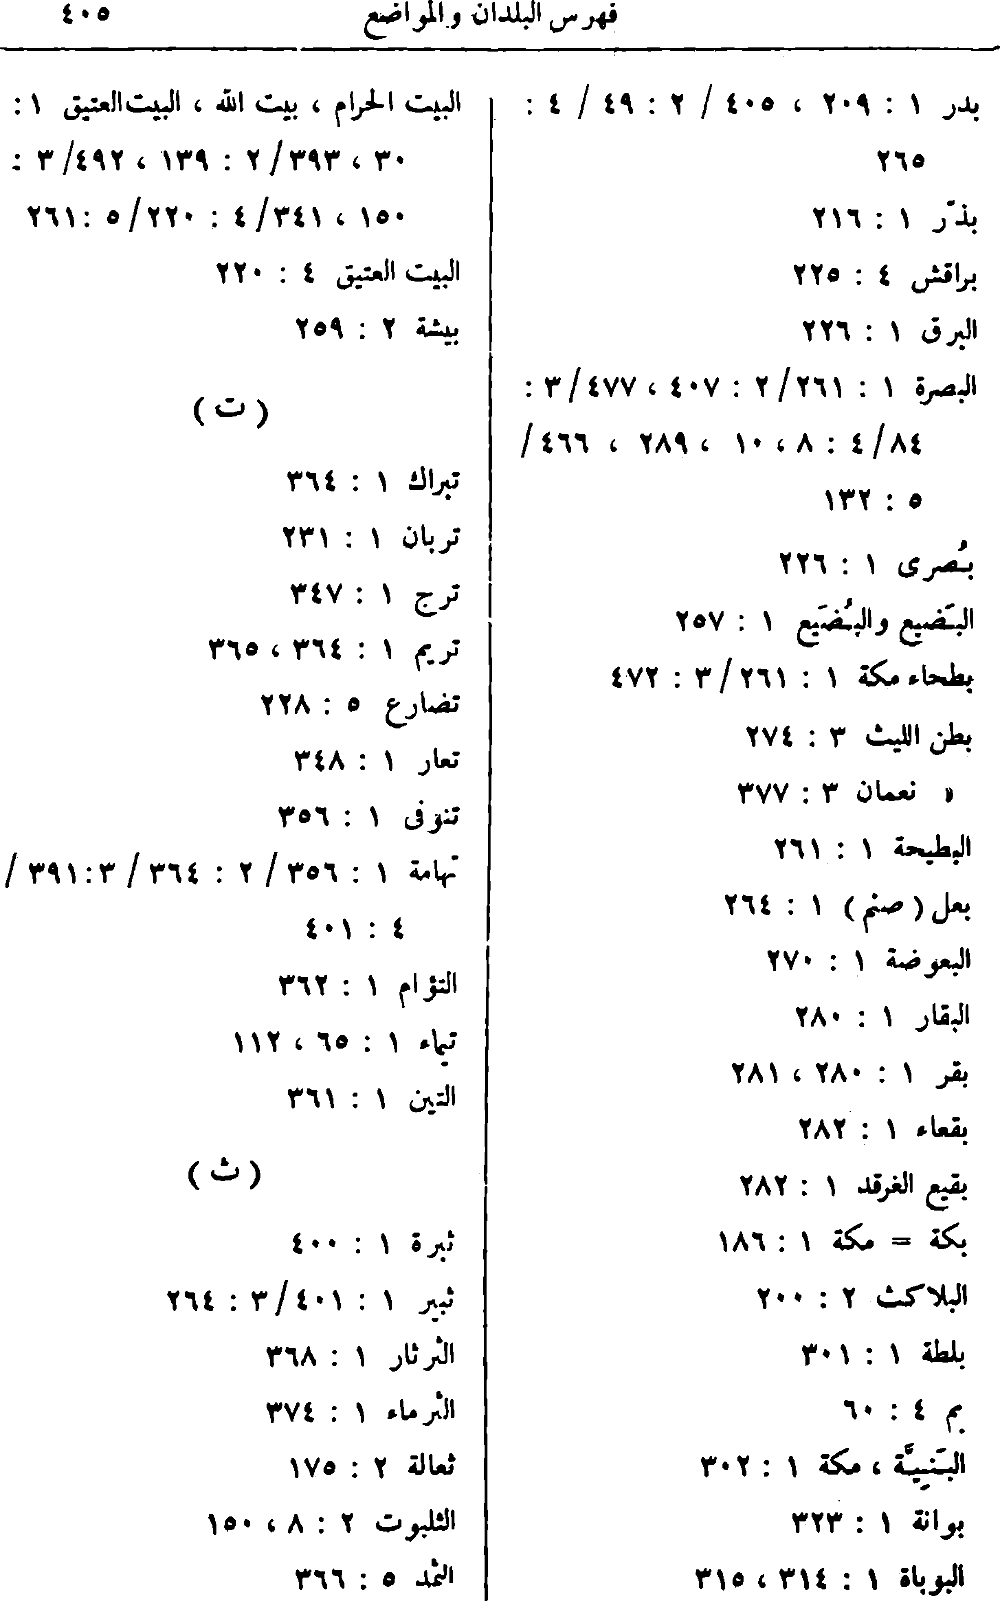 فهرس البلدان والمواضع ٤٠٥
بدر ١ : ٢٠٩ ، ٤٠٥ / ٢ : ٤٩ / ٤ :
٢٦٥
بذّر ١ : ٢١٦
براقش ٤ : ٢٢٥
البرق ١ : ٢٢٦
البصرة ١ : ٢٦١/ ٢ : ٤٠٧ ، ٤٧٧/ ٣ :
٨٤/ ٤ : ٨ ، ١٠ ، ٢٨٩ ، ٤٦٦/
٥ : ١٣٢
بُصرى ١ : ٢٢٦
البَضيع والبُضَيع ١ : ٢٥٧
بطحاء مكة ١ : ٢٦١/ ٣ : ٤٧٢
بطن الليث ٣ : ٢٧٤
« نعمان ٣ : ٣٧٧
البطيحة ١ : ٢٦١
بعل (صنم) ١ : ٢٦٤
البعوضة ١ : ٢٧٠
البقار ١ : ٢٨٠
بقر ١ : ٢٨٠ ، ٢٨١
بقعاء ١ : ٢٨٢
بقيع الغرقد ١ : ٢٨٢
بكة = مكة ١ : ١٨٦
البلاكث ٢ : ٢٠٠
بلطة ١ : ٣٠١
بم ٤ : ٦٠
البَنِيَّة ، مكة ١ : ٣٠٢
بوانة ١ : ٣٢٣
البوباة ١ : ٣١٤ ، ٣١٥
البيت الحرام ، بيت الله ، البيت العتيق ١ :
٣٠ ، ٣٩٣/ ٢ : ١٣٩ ، ٤٩٢/ ٣ :
١٥٠ ، ٣٤١/ ٤ : ٢٢٠/ ٥ :٢٦١
البيت العتيق ٤ : ٢٢٠
بيشة ٢ : ٢٥٩
( ت )
تبراك ١ : ٣٦٤
تربان ١ : ٢٣١
ترج ١ : ٣٤٧
تريم ١ : ٣٦٤ ، ٣٦٥
تضارع ٥ : ٢٢٨
تعار ١ : ٣٤٨
تنوفى ١ : ٣٥٦
تهامة ١ : ٣٥٦/ ٢ : ٣٦٤ / ٣ :٣٩١ /
٤ : ٤٠١
التؤام ١ : ٣٦٢
تيماء ١ : ٦٥ ، ١١٢
التين ١ : ٣٦١
( ث )
ثبرة ١ : ٤٠٠
ثبير ١ : ٤٠١/ ٣ : ٢٦٤
الثرثار ١ : ٣٦٨
الثرماء ١ : ٣٧٤
ثعالة ٢ : ١٧٥
الثلبوت ٢ : ٨ ، ١٥٠
الثمد ٥ : ٣٦٦